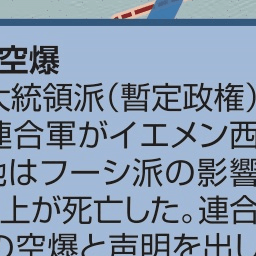 空爆
大統領派（暫定政権）
連合軍がイエメン西
地はフーシ派の影響
上が死亡した。連合
の空爆と声明を出し